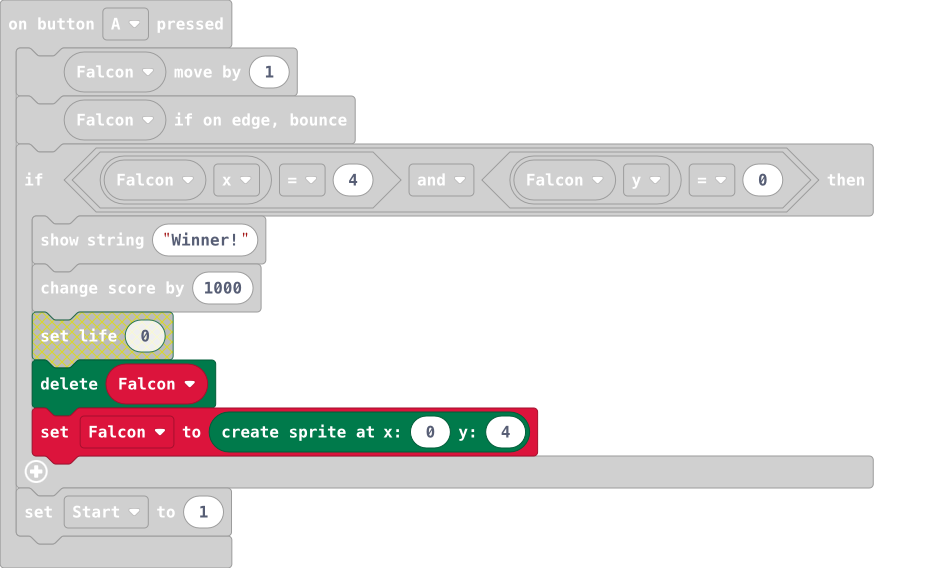 on button A pressed
Falcon move by 1
Falcon if on edge, bounce
if Falcon x = 4 and Falcon y = 0 then
show string "Winner!"
change score by 1000
set life 0
delete Falcon
set Falcon to create sprite at x: 0 y: 4
set Start to 1